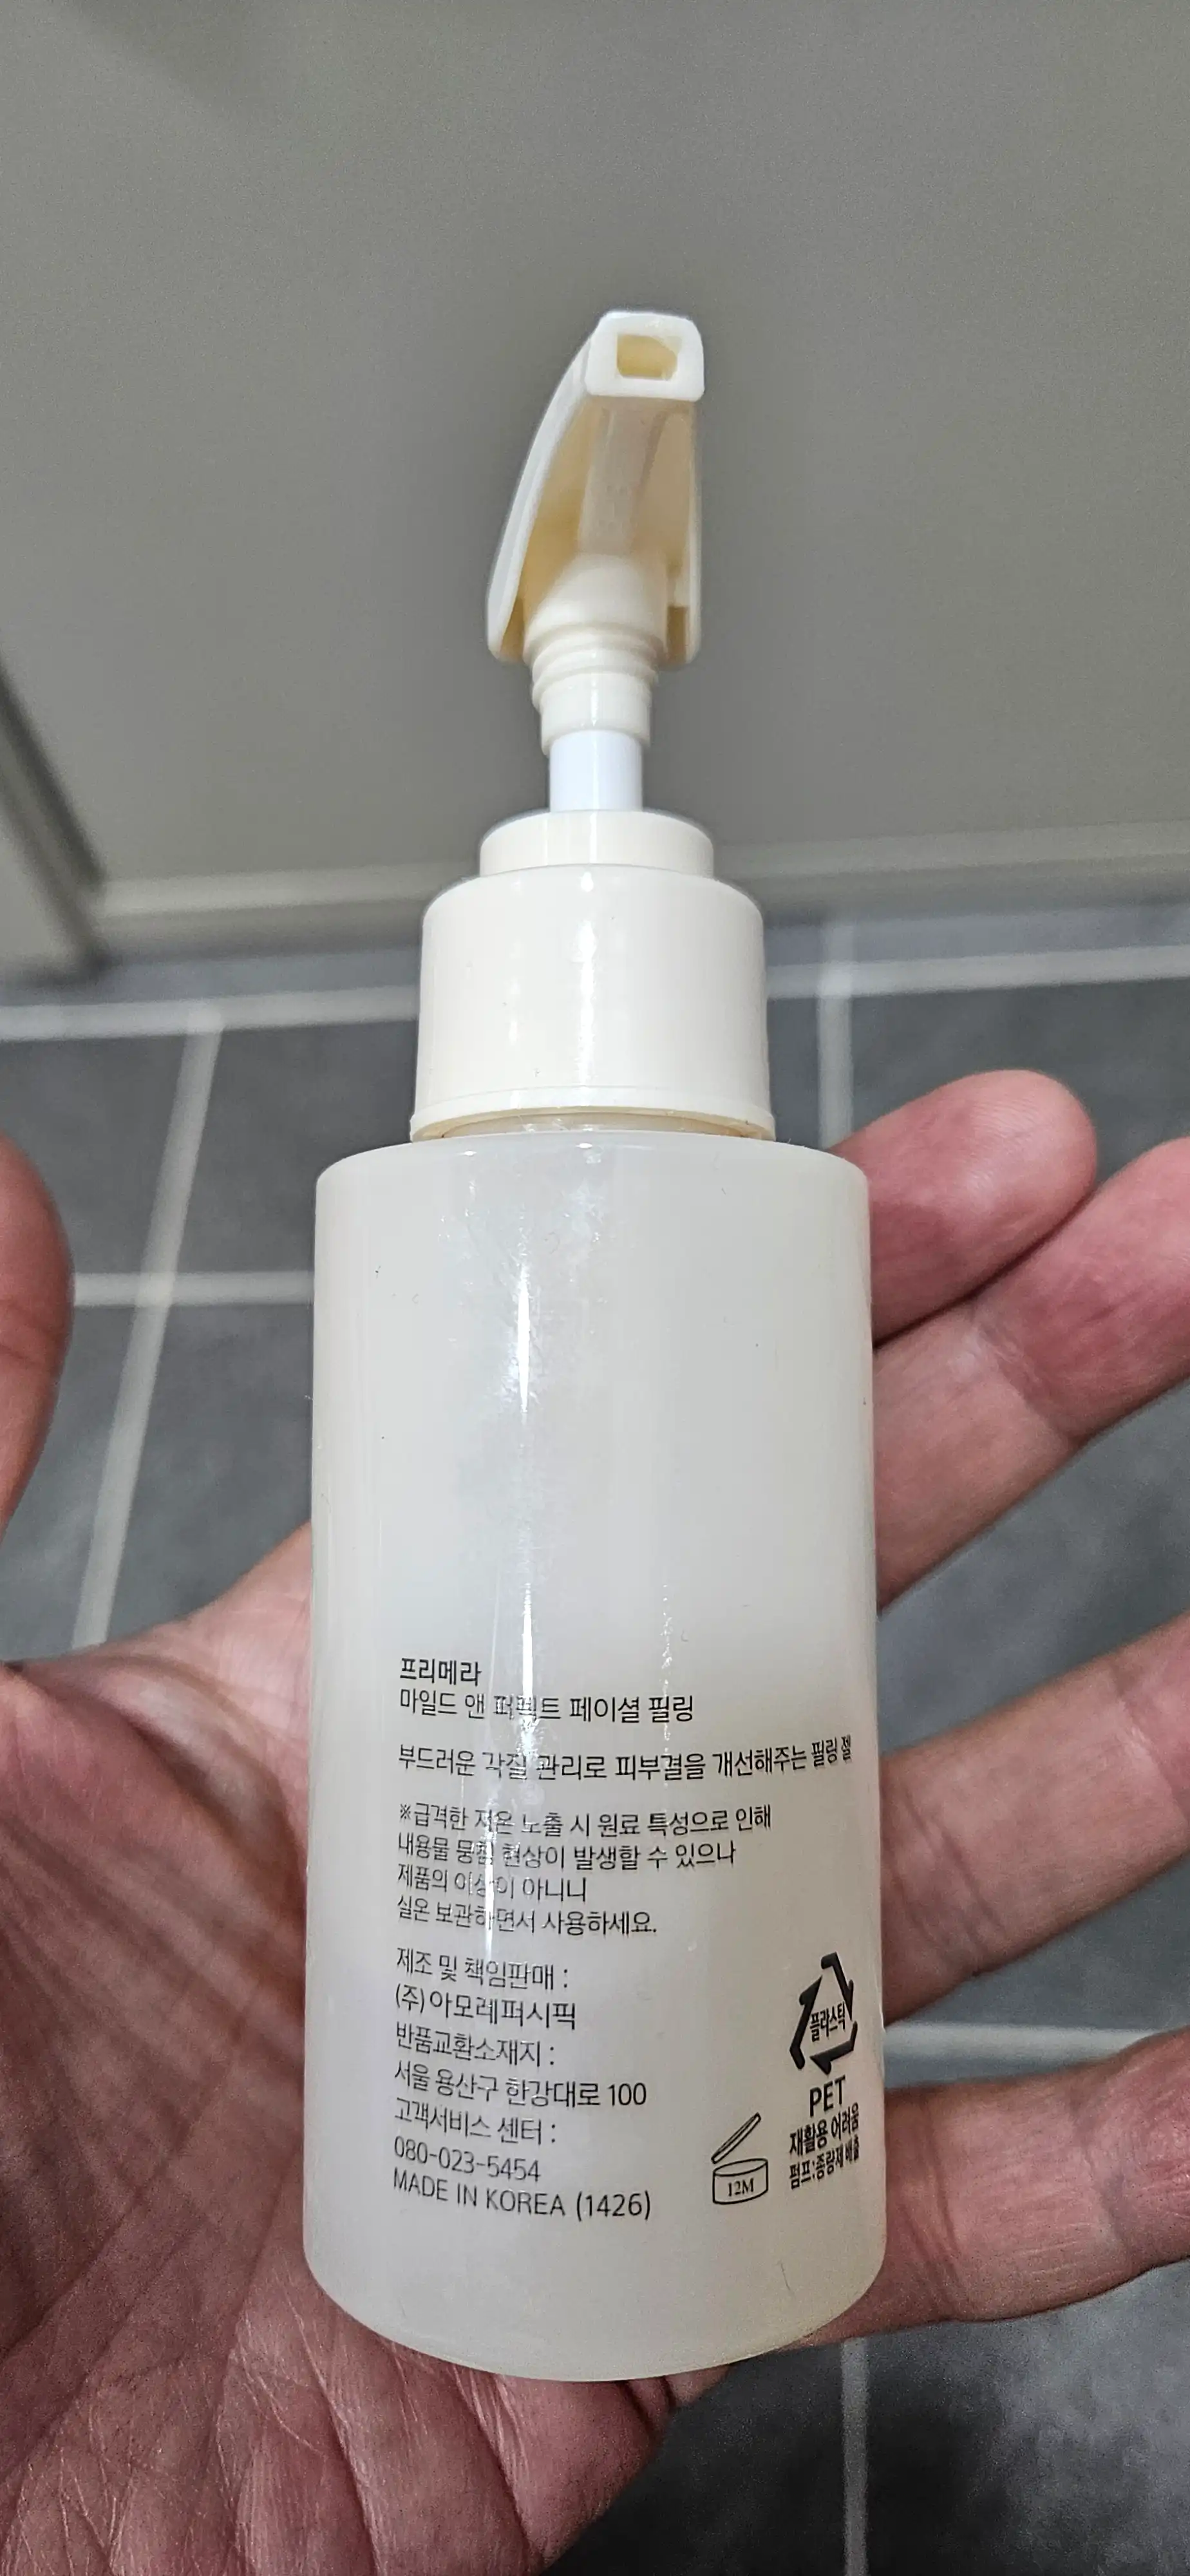 프리메라
마일드 앤 퍼펙트 페이셜 필링
부드러운 각질 관리로 피부결을 개선해주는 필링 젤
※급격한 저온 노출 시 원료 특성으로 인해
내용물 뭉침 현상이 발생할 수 있으나
제품의 이상이 아니니
실온 보관하면서 사용하세요.
제조 및 책임판매 :
(주)아모레퍼시픽
반품교환소재지 :
서울 용산구 한강대로 100
고객서비스 센터 :
080-023-5454
MADE IN KOREA (1426)
12M
플라스틱
PET
재활용 어려움
펌프:종량제 배출